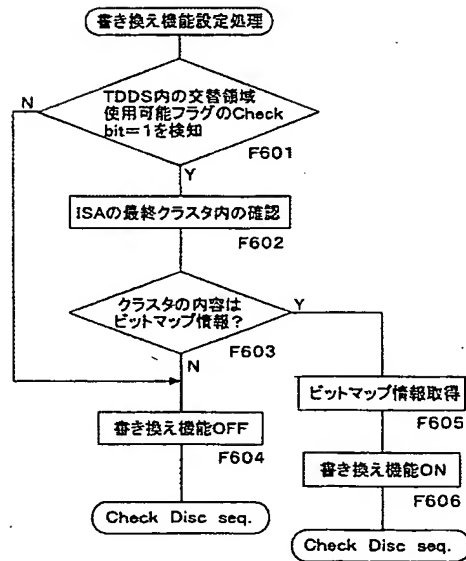 書き換え機能設定処理
N
TDDS内の交替領域
使用可能フラグのCheck
bit=1を検知
F601
Y
ISAの最終クラスタ内の確認
F602
クラスタの内容は
ビットマップ情報?
Y
F603
N
ビットマップ情報取得
F605
書き換え機能OFF
F604
書き換え機能ON
F606
Check Disc seq.
Check Disc seq.